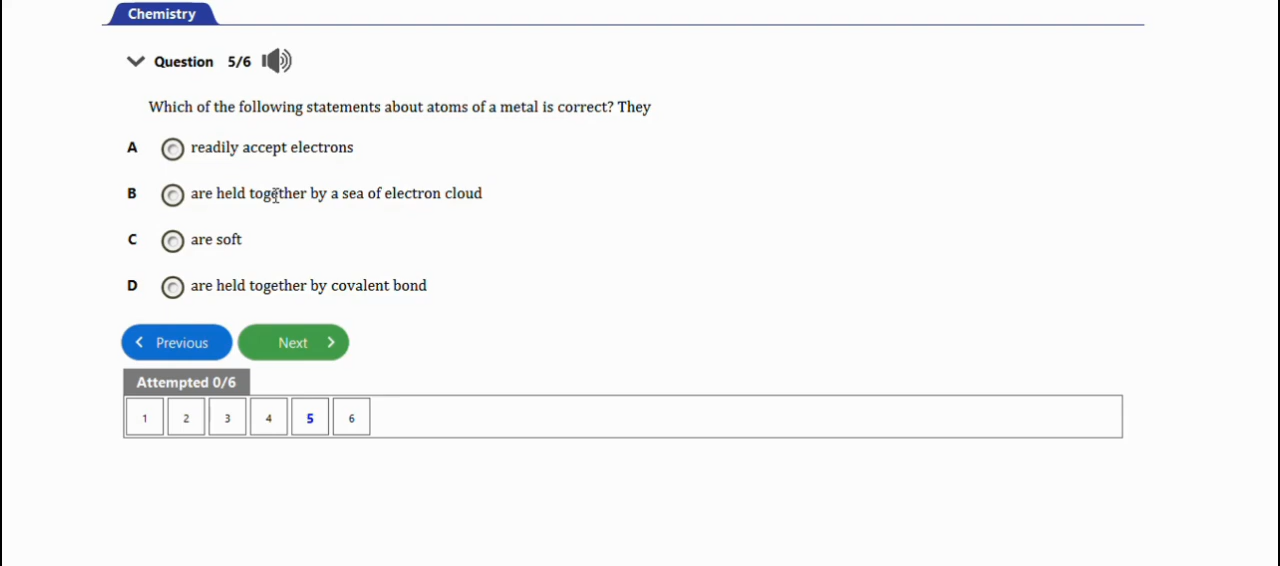 Chemistry
Question 5/6
Which of the following statements about atoms of a metal is correct? They
A readily accept electrons
B are held together by a sea of electron cloud
C are soft
D are held together by covalent bond
Previous Next
Attempted 0/6
1 2 3 4 5 6